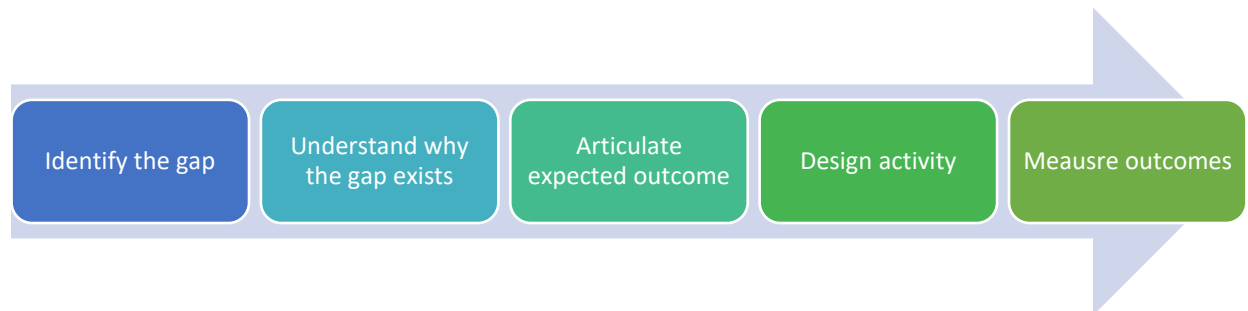 Identify the gap
Understand why
the gap exists
Articulate
expected outcome
Design activity
Meausre outcomes